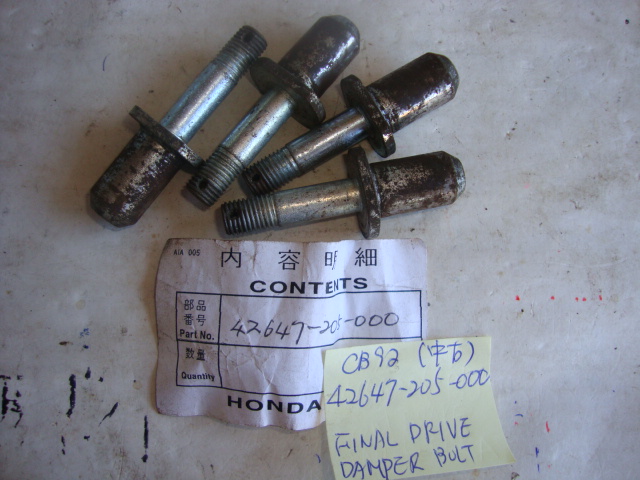 AIA 005
内容明細
CONTENTS
部品
番号
Part No.
42647-205-000
数量
Quantity
HONDA
CB92 (中古)
42647-205-000
FINAL DRIVE
DAMPER BOLT